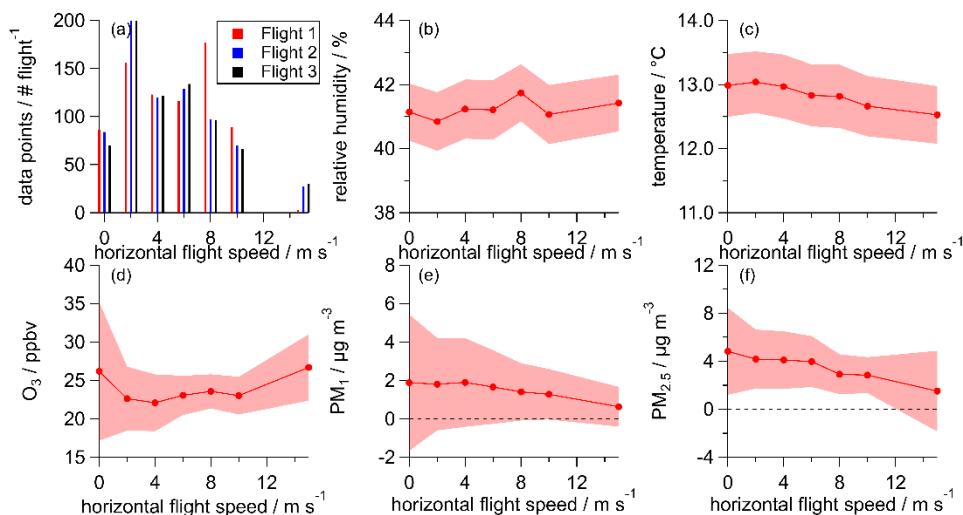 (a)
Flight 1
Flight 2
Flight 3
data points / # flight⁻¹
200
150
100
50
0
0 4 8 12
horizontal flight speed / m s⁻¹
(b)
relative humidity / %
43
42
40
38
0 4 8 12
horizontal flight speed / m s⁻¹
(c)
temperature / °C
14.0
13.0
12.0
11.0
0 4 8 12
horizontal flight speed / m s⁻¹
(d)
O₃ / ppbv
40
35
30
25
20
15
0 4 8 12
horizontal flight speed / m s⁻¹
(e)
PM₁ / µg m⁻³
8
6
4
2
0
-2
0 4 8 12
horizontal flight speed / m s⁻¹
(f)
PM₂.₅ / µg m⁻³
12
8
4
0
-4
0 4 8 12
horizontal flight speed / m s⁻¹